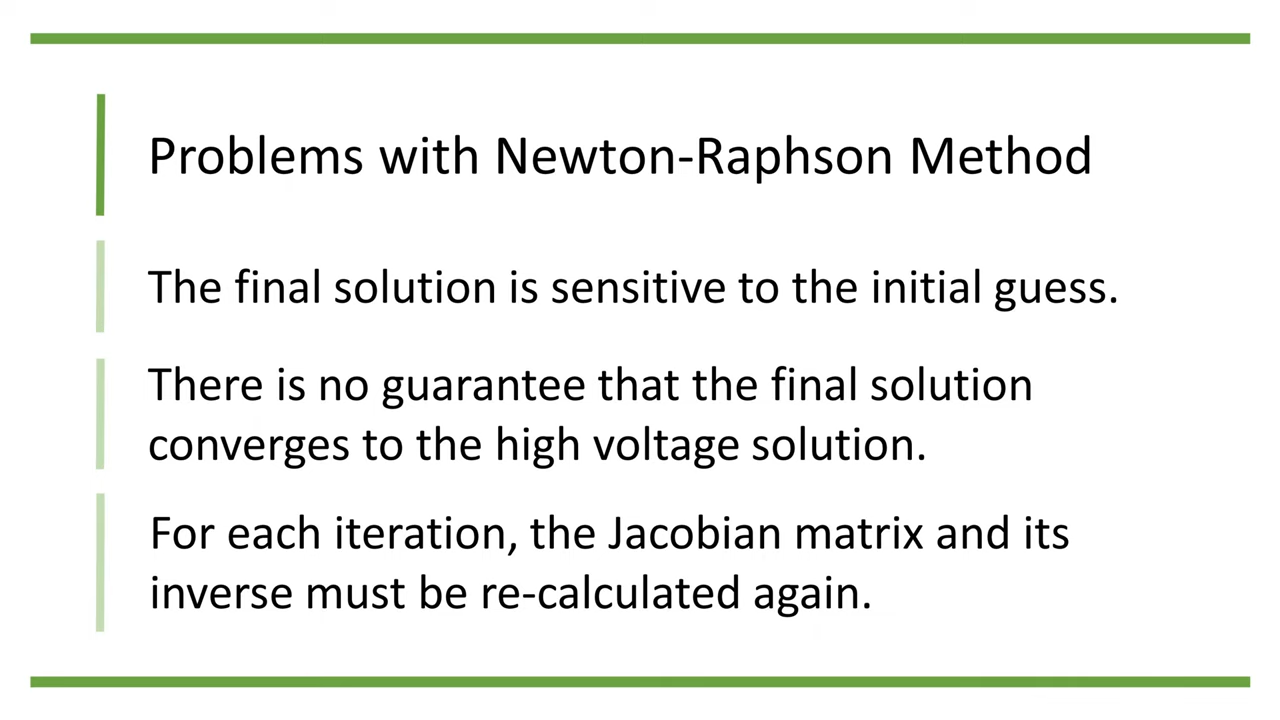 Problems with Newton-Raphson Method
The final solution is sensitive to the initial guess.
There is no guarantee that the final solution
converges to the high voltage solution.
For each iteration, the Jacobian matrix and its
inverse must be re-calculated again.